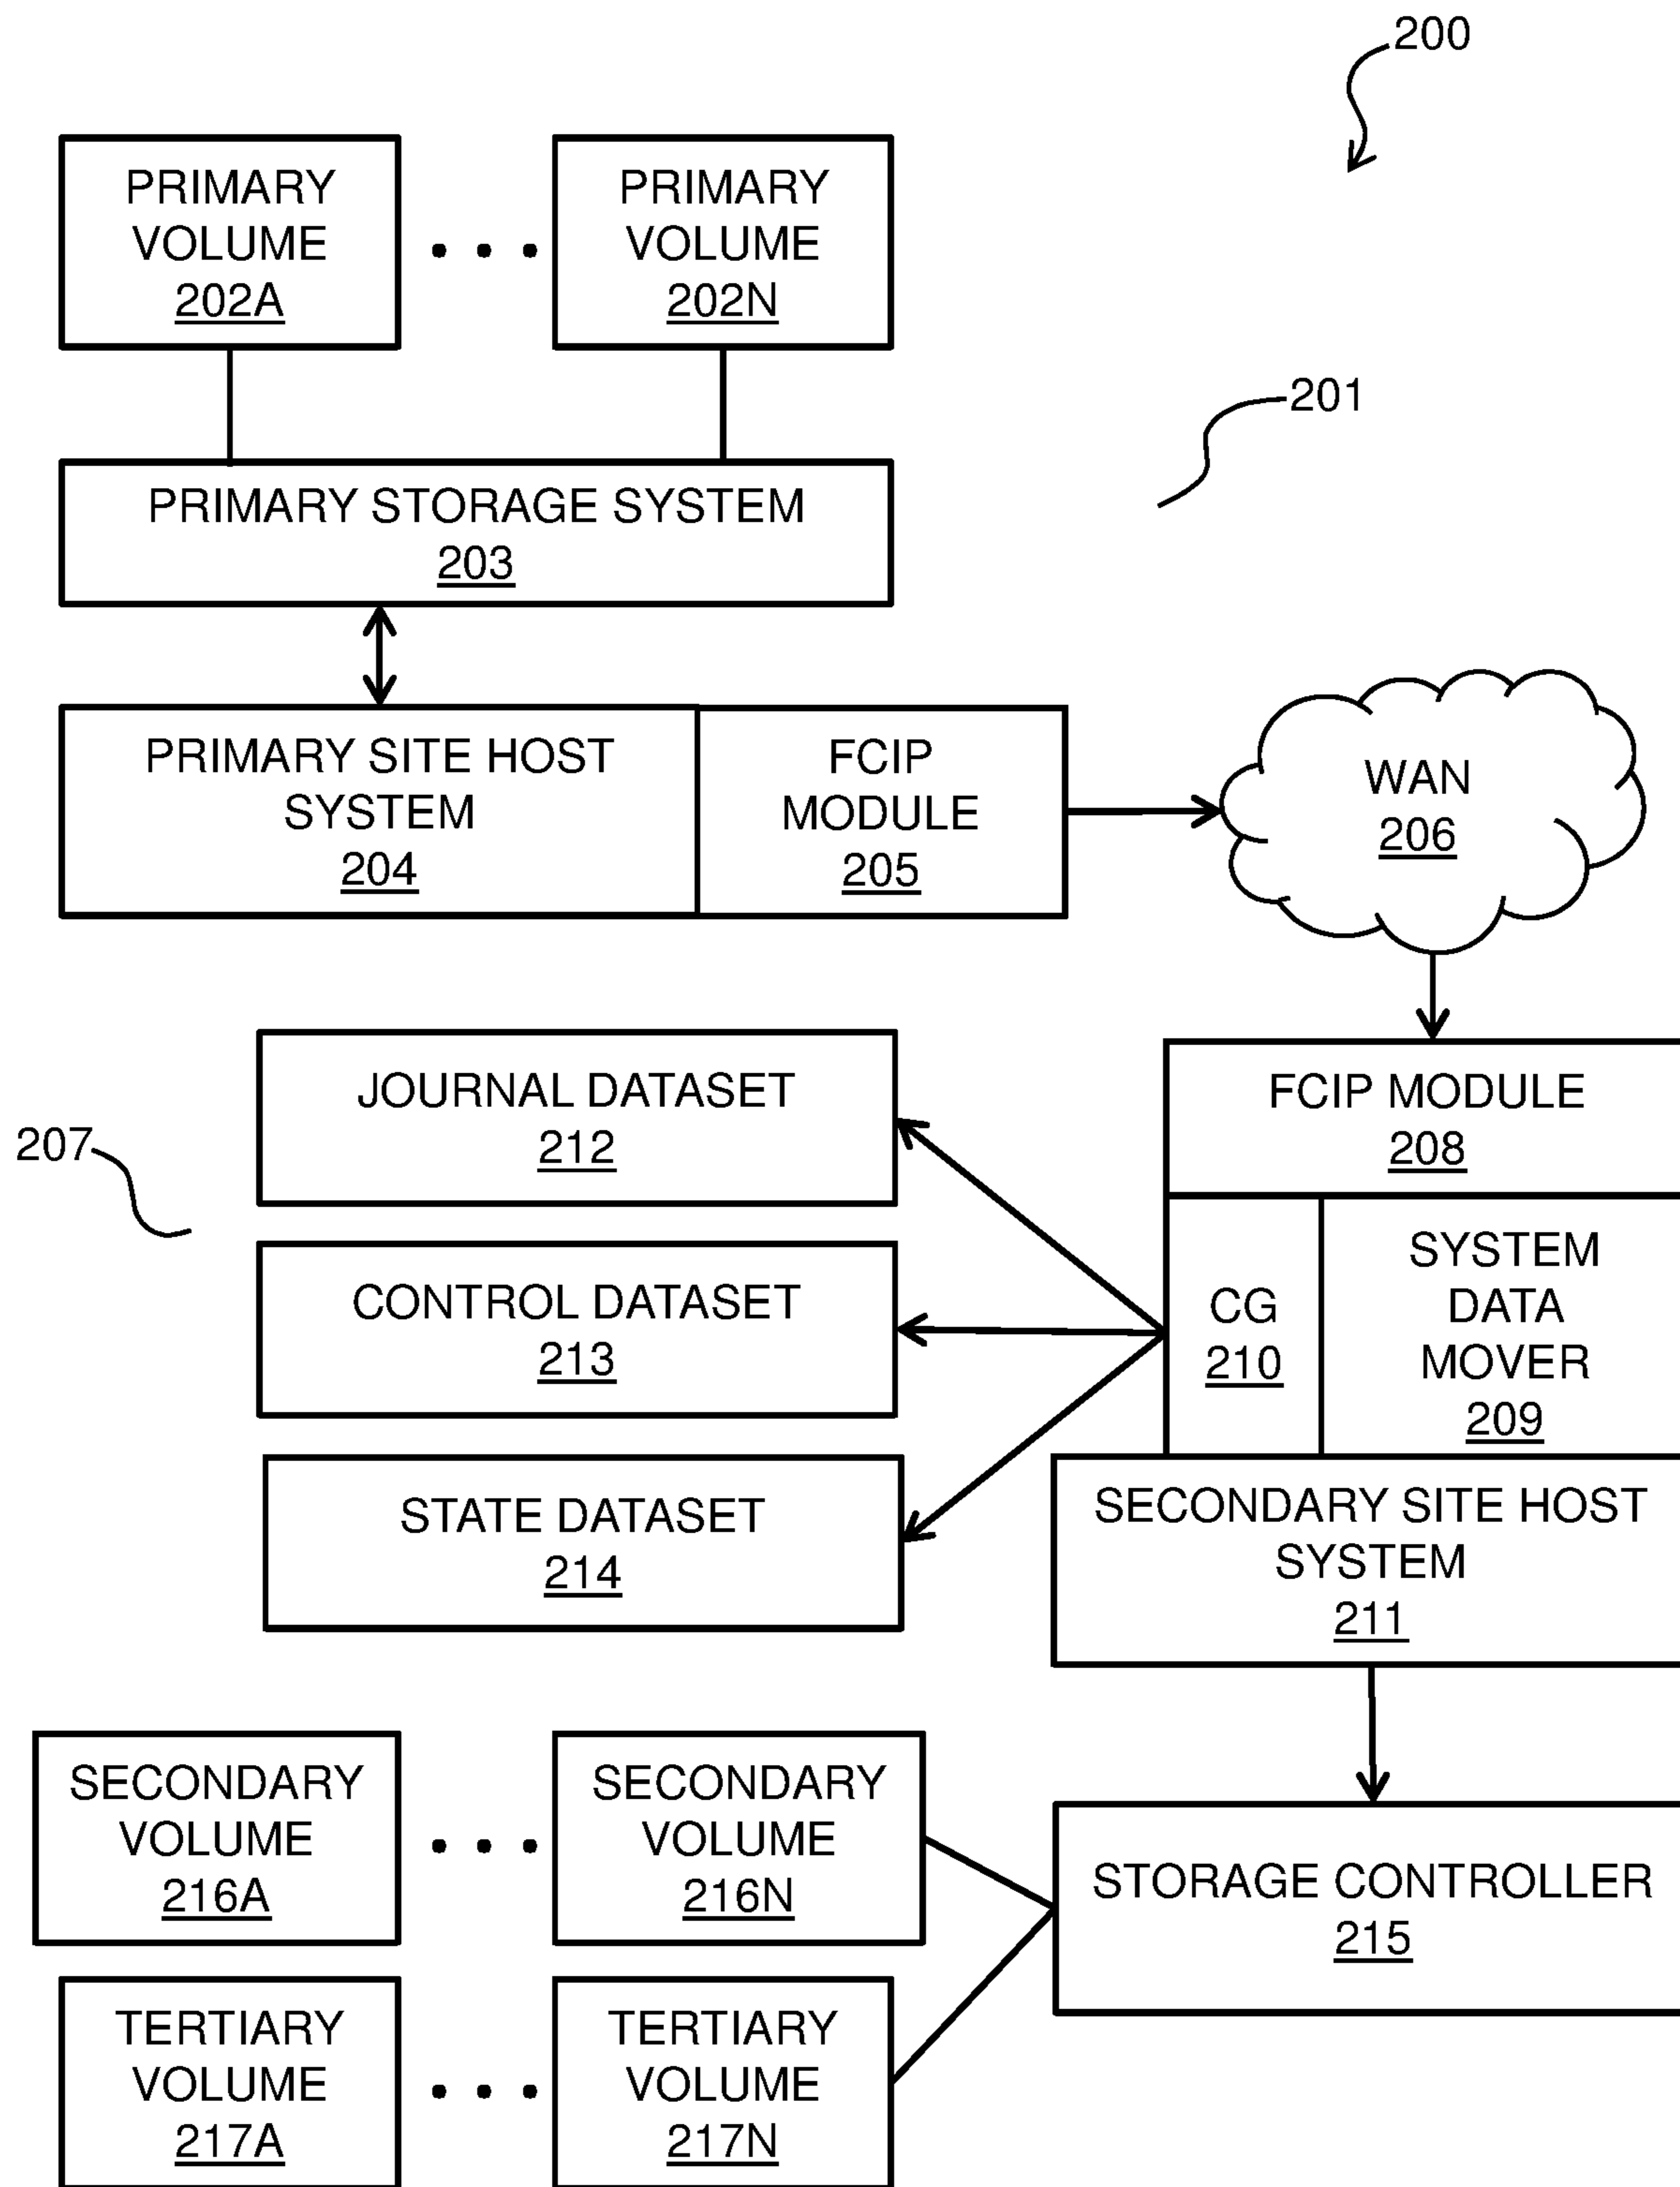 200
PRIMARY
VOLUME
202A
PRIMARY
VOLUME
202N
201
PRIMARY STORAGE SYSTEM
203
PRIMARY SITE HOST
SYSTEM
204
FCIP
MODULE
205
WAN
206
JOURNAL DATASET
212
FCIP MODULE
208
207
CONTROL DATASET
213
CG
210
SYSTEM
DATA
MOVER
209
STATE DATASET
214
SECONDARY SITE HOST
SYSTEM
211
SECONDARY
VOLUME
216A
SECONDARY
VOLUME
216N
STORAGE CONTROLLER
215
TERTIARY
VOLUME
217A
TERTIARY
VOLUME
217N